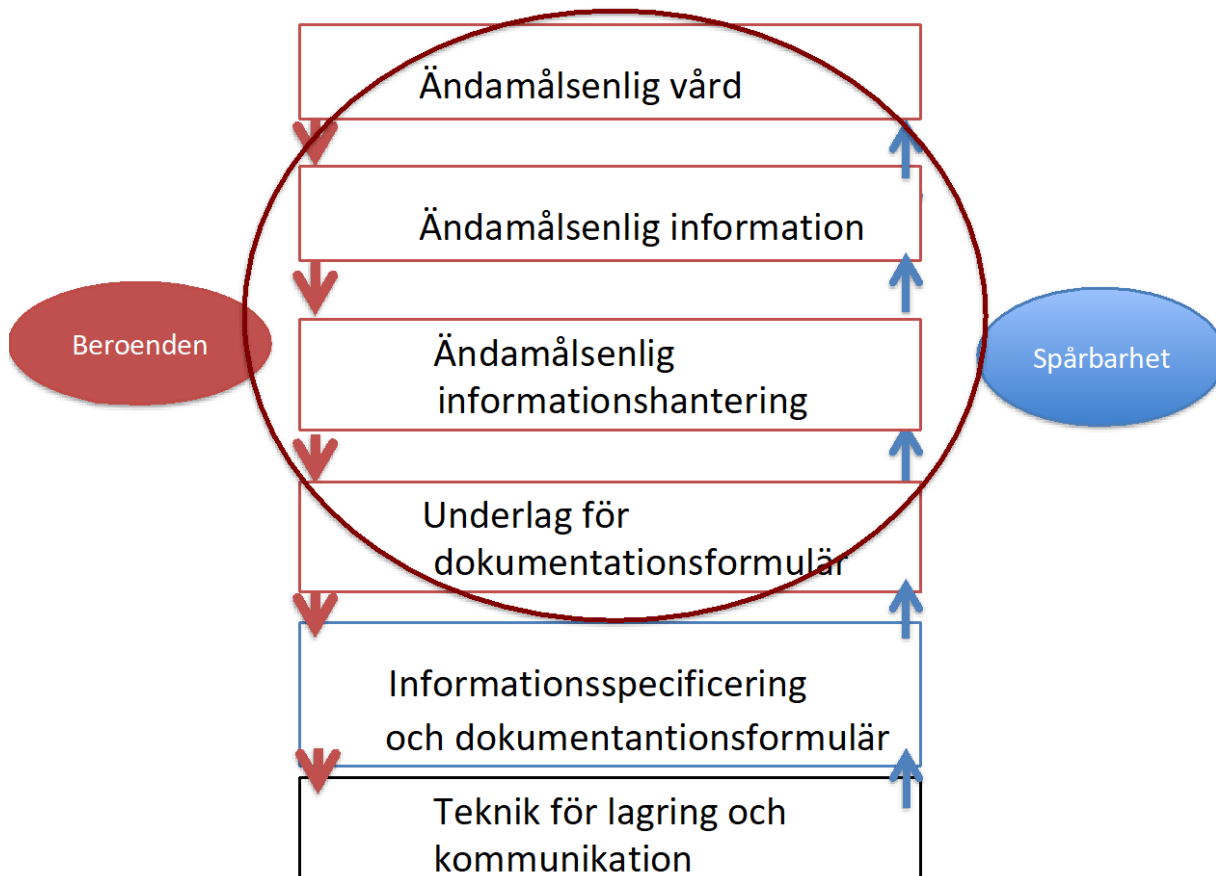 Ändamålsenlig vård
Ändamålsenlig information
Beroenden
Ändamålsenlig
informationshantering
Spårbarhet
Underlag för
dokumentationsformulär
Informationsspecificering
och dokumentantionsformulär
Teknik för lagring och
kommunikation